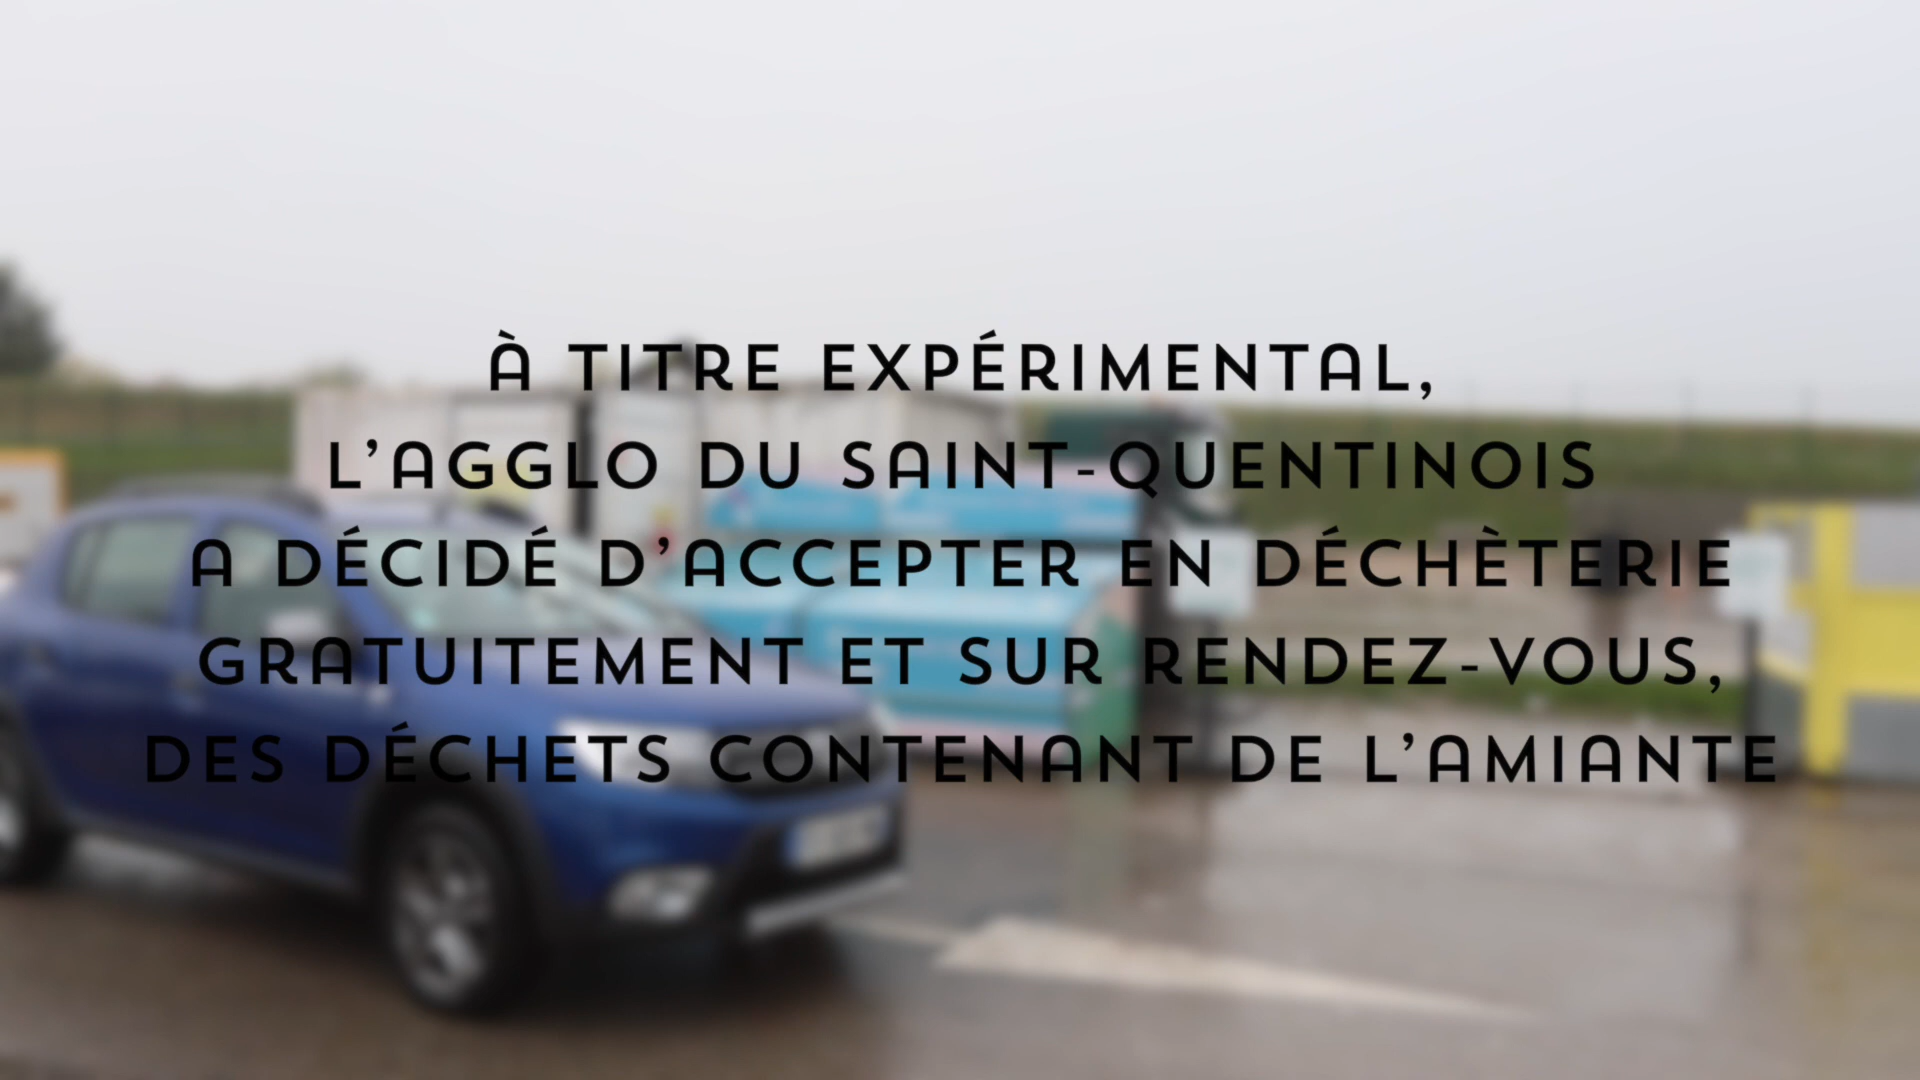 À TITRE EXPÉRIMENTAL,
L'AGGLO DU SAINT-QUENTINOIS
A DÉCIDÉ D'ACCEPTER EN DÉCHÈTERIE
GRATUITEMENT ET SUR RENDEZ-VOUS,
DES DÉCHETS CONTENANT DE L'AMIANTE